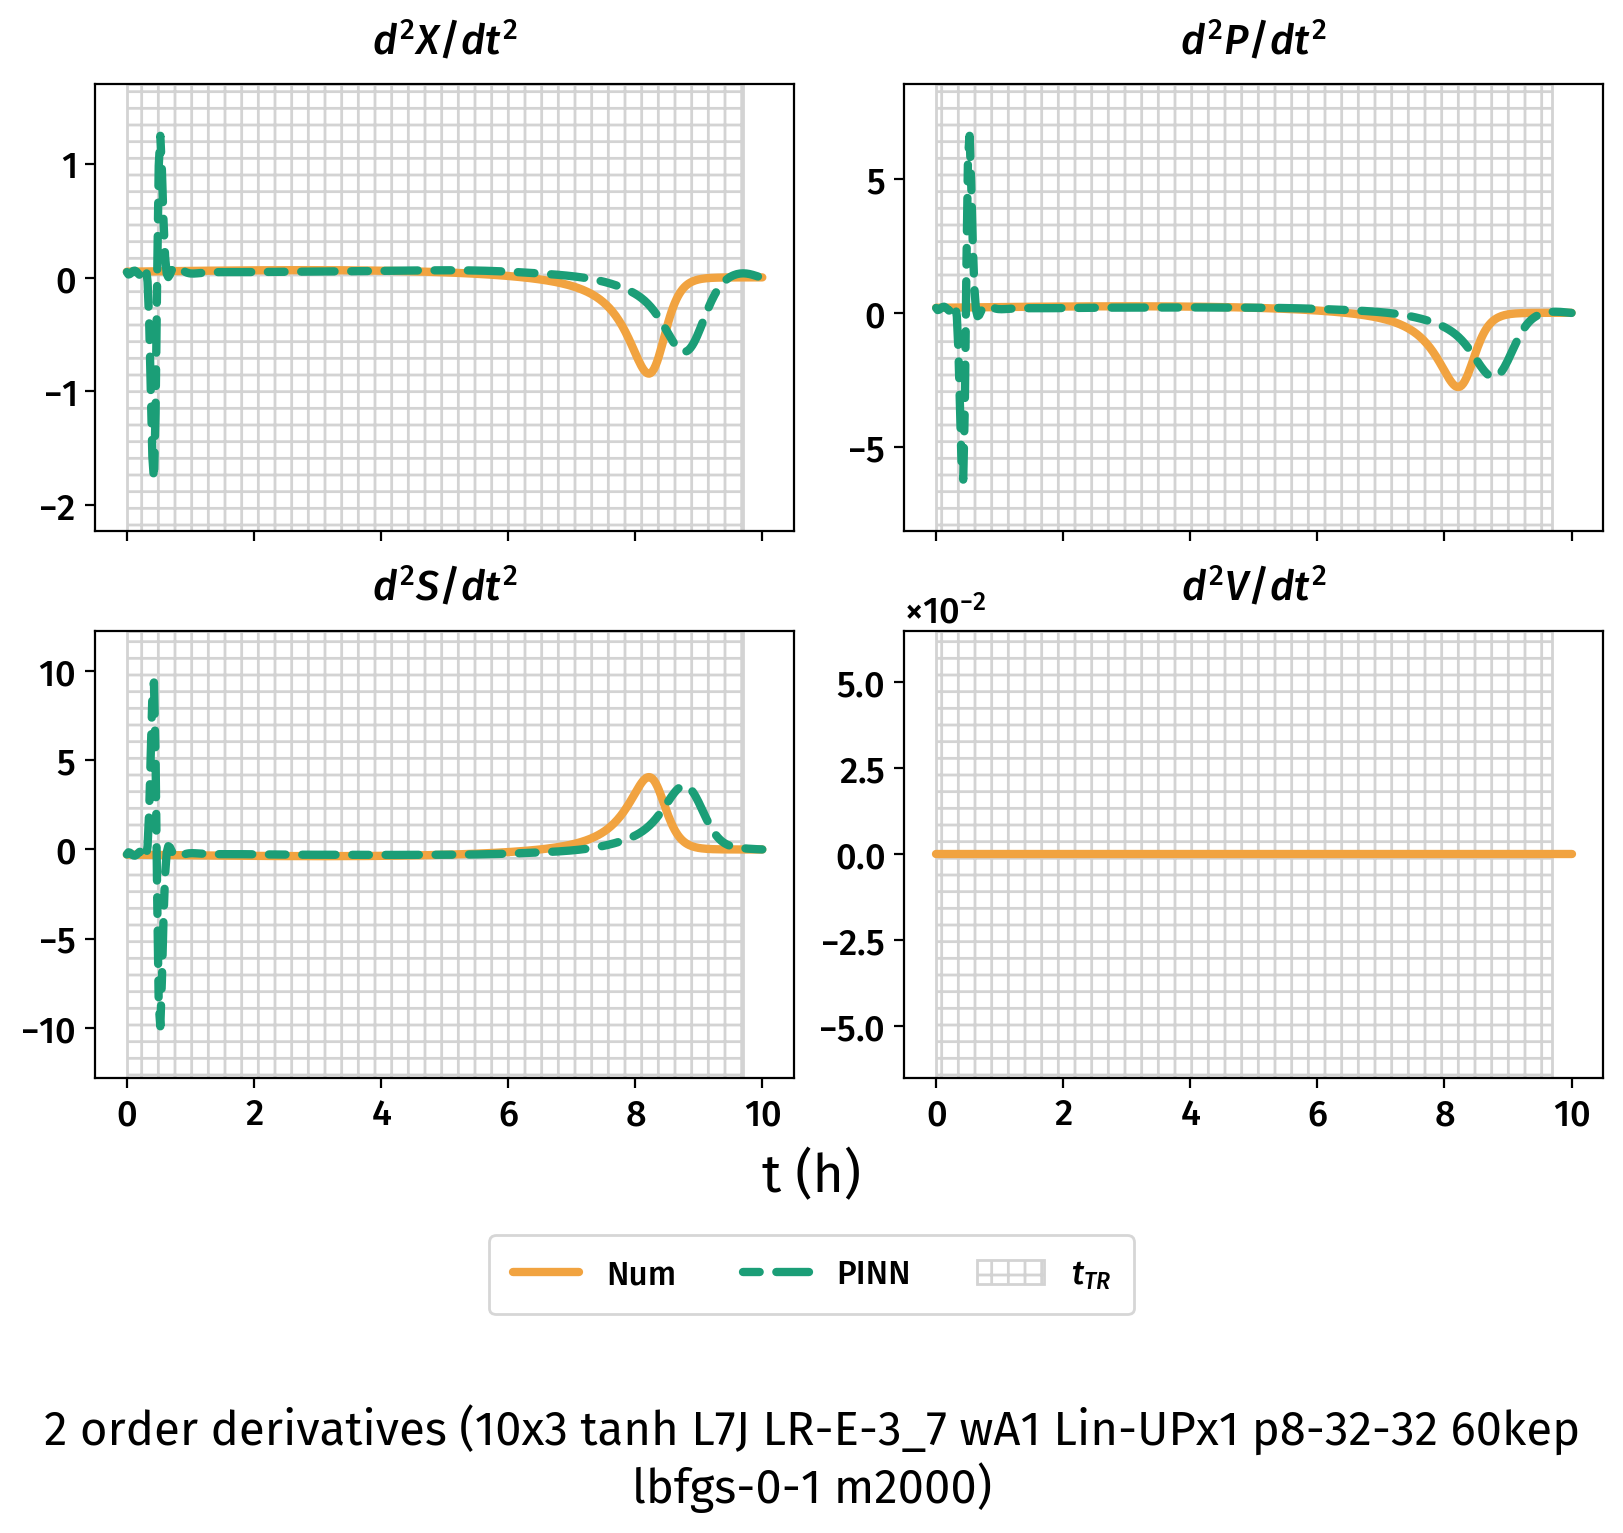 d²X/dt²
d²P/dt²
1
0
−1
−2
5
0
−5
d²S/dt²
d²V/dt²
×10⁻²
10
5
0
−5
−10
5.0
2.5
0.0
−2.5
−5.0
0 2 4 6 8 10
0 2 4 6 8 10
t (h)
Num PINN t_TR
2 order derivatives (10x3 tanh L7J LR-E-3_7 wA1 Lin-UPx1 p8-32-32 60kep
lbfgs-0-1 m2000)